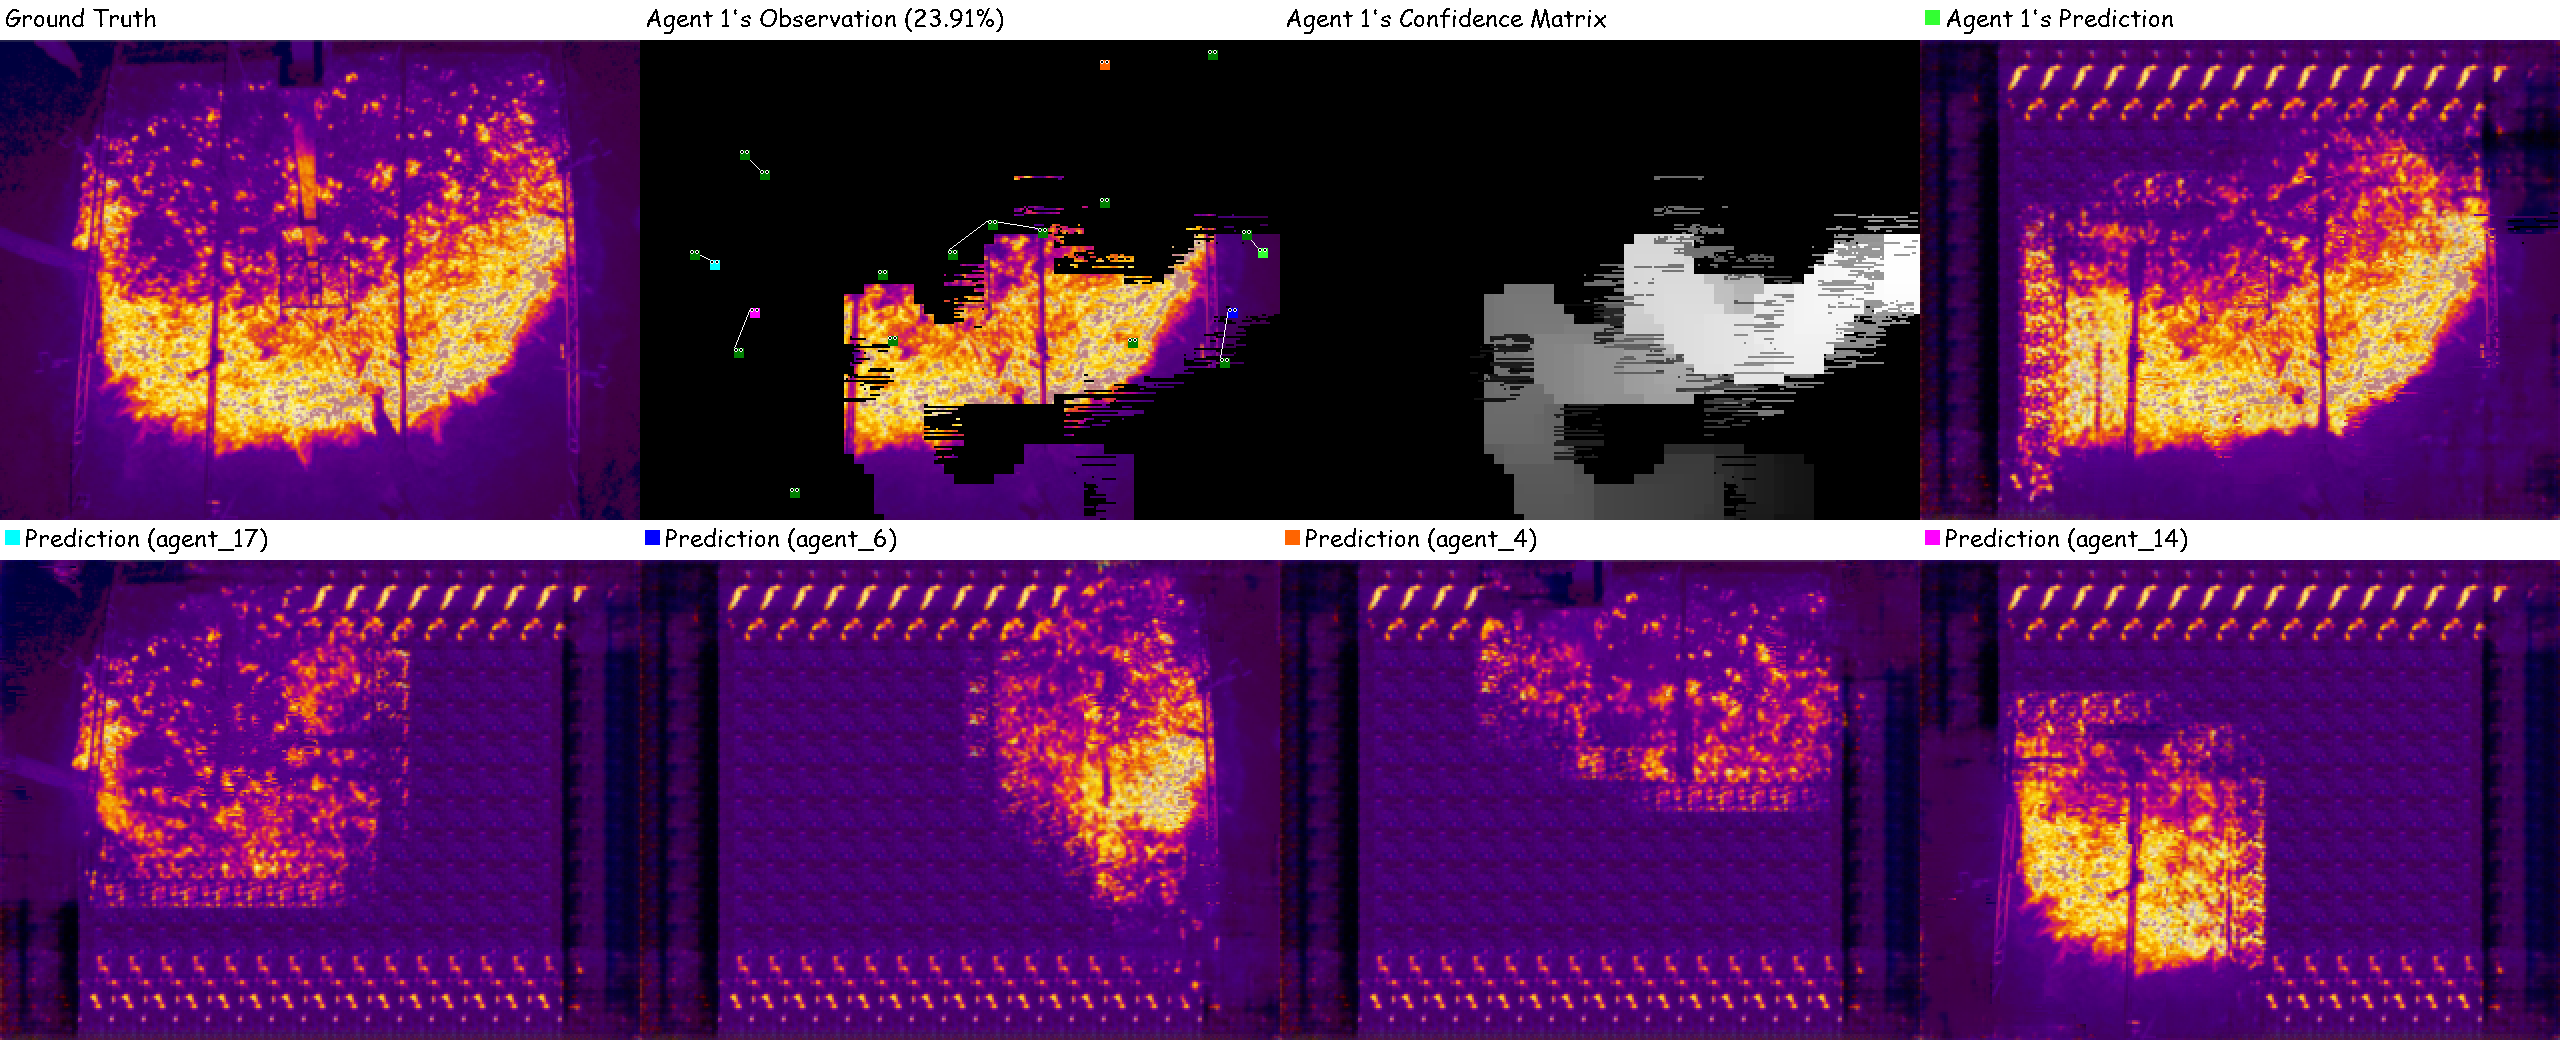 Ground Truth
Agent 1's Observation (23.91%)
Agent 1's Confidence Matrix
Agent 1's Prediction
Prediction (agent_17)
Prediction (agent_6)
Prediction (agent_4)
Prediction (agent_14)